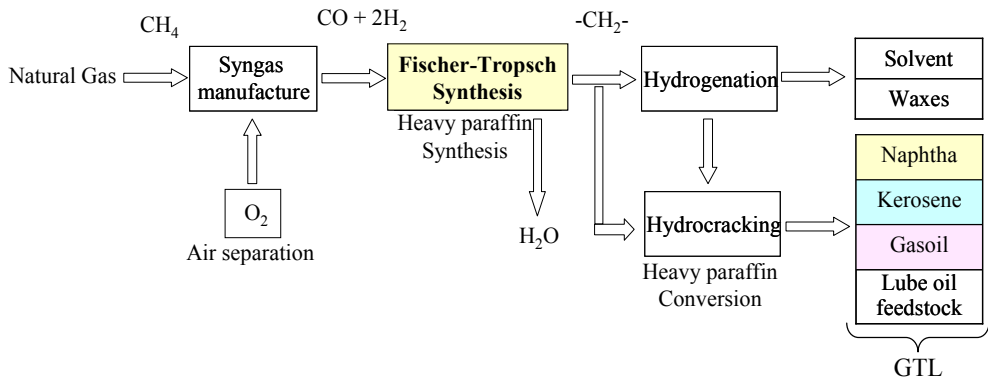 CH₄
CO + 2H₂
-CH₂-
Natural Gas
Syngas
manufacture
Fischer-Tropsch
Synthesis
Heavy paraffin
Synthesis
Hydrogenation
Solvent
Waxes
O₂
Air separation
H₂O
Hydrocracking
Heavy paraffin
Conversion
Naphtha
Kerosene
Gasoil
Lube oil
feedstock
GTL